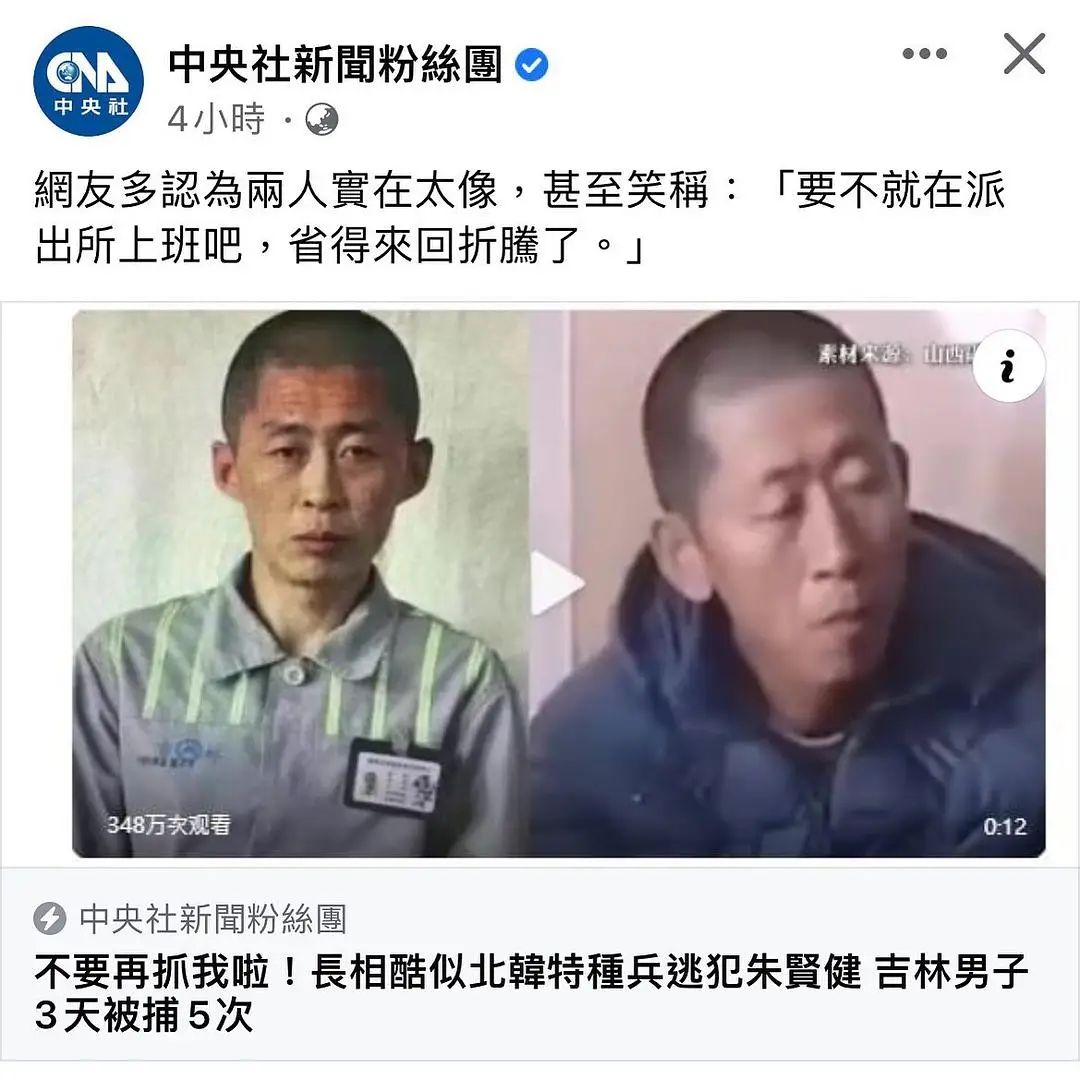 CNA
中央社
中央社新聞粉絲團
4小時
網友多認為兩人實在太像，甚至笑稱：「要不就在派
出所上班吧，省得來回折騰了。」
素材来源：山西
348万次观看
0:12
中央社新聞粉絲團
不要再抓我啦！長相酷似北韓特種兵逃犯朱賢健 吉林男子
3天被捕5次